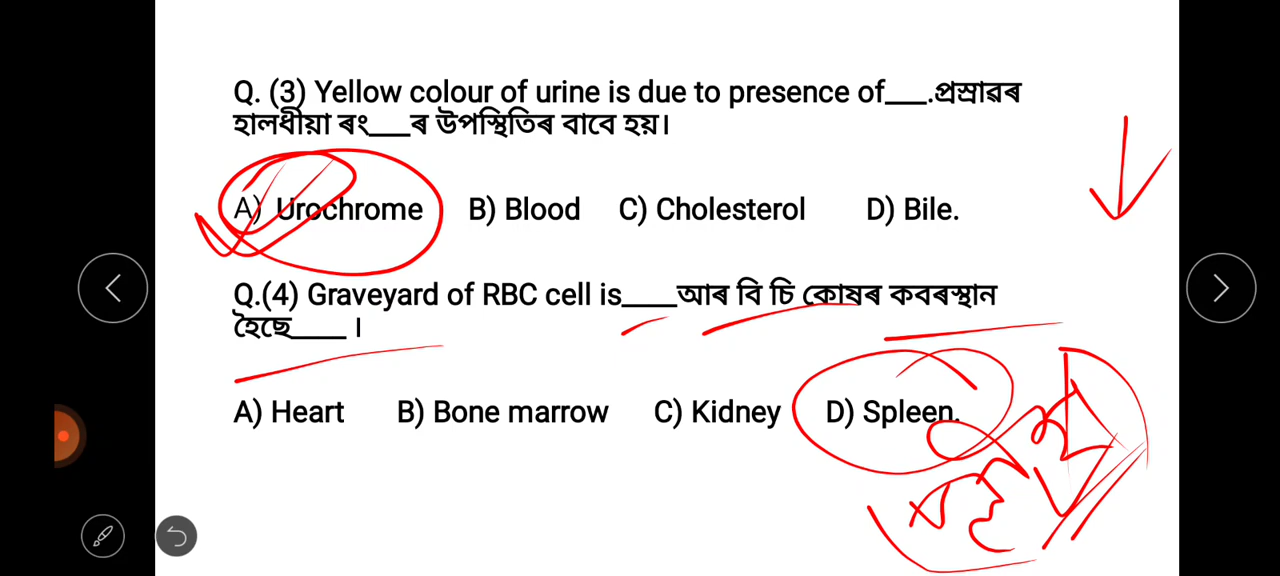 Q. (3) Yellow colour of urine is due to presence of___.প্ৰস্ৰাৱৰ
হালধীয়া ৰং___ৰ উপস্থিতিৰ বাবে হয়।
A) Urochrome B) Blood C) Cholesterol D) Bile.
Q.(4) Graveyard of RBC cell is____আৰ বি চি কোষৰ কবৰস্থান
হৈছে____ ।
A) Heart B) Bone marrow C) Kidney D) Spleen.